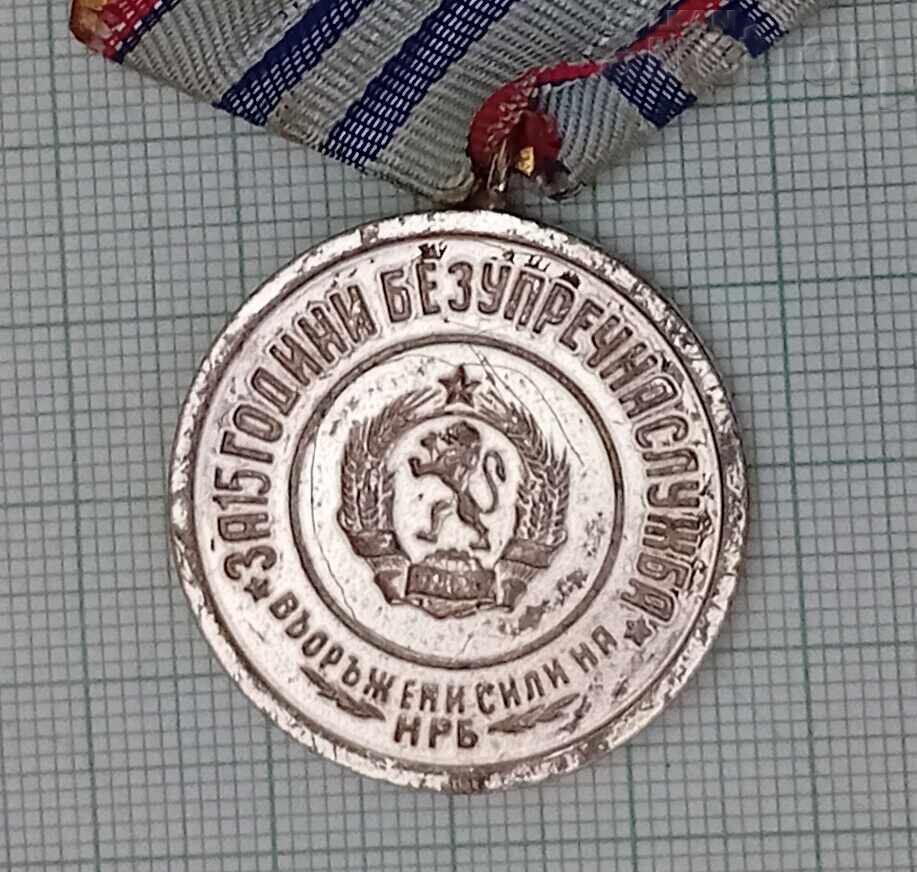 ЗА 15 ГОДИНИ БЕЗУПРЕЧНА СЛУЖБА
ВЪОРЪЖЕНИ СИЛИ НА
НРБ